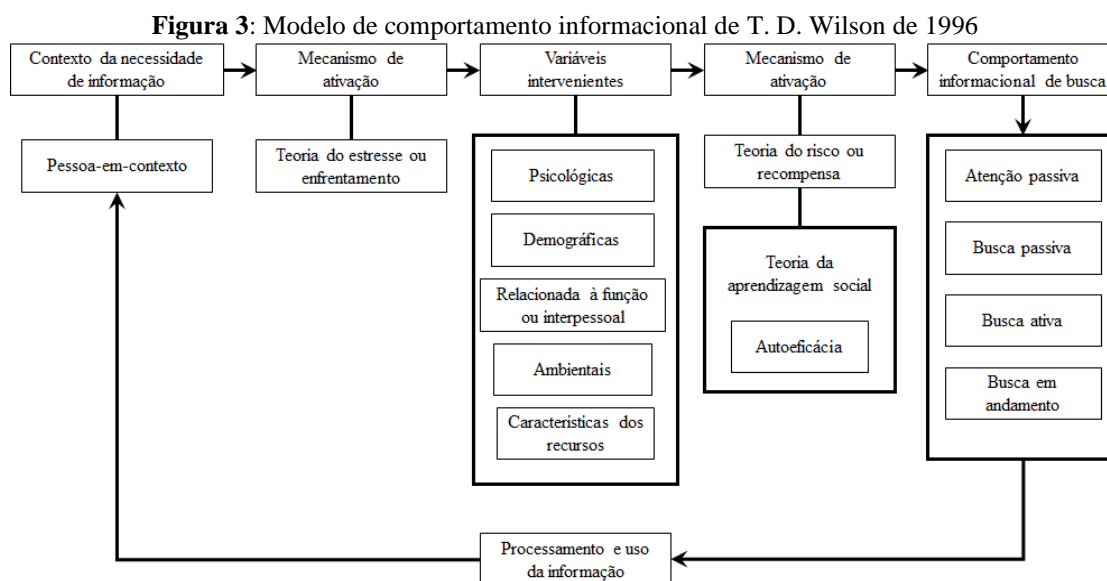 Figura 3: Modelo de comportamento informacional de T. D. Wilson de 1996
Contexto da necessidade
de informação
Mecanismo de
ativação
Variáveis
intervenientes
Mecanismo de
ativação
Comportamento
informacional de busca
Pessoa-em-contexto
Teoria do estresse ou
enfrentamento
Psicológicas
Demográficas
Relacionada à função
ou interpessoal
Ambientais
Características dos
recursos
Teoria do risco ou
recompensa
Teoria da
aprendizagem social
Autoeficácia
Atenção passiva
Busca passiva
Busca ativa
Busca em
andamento
Processamento e uso
da informação